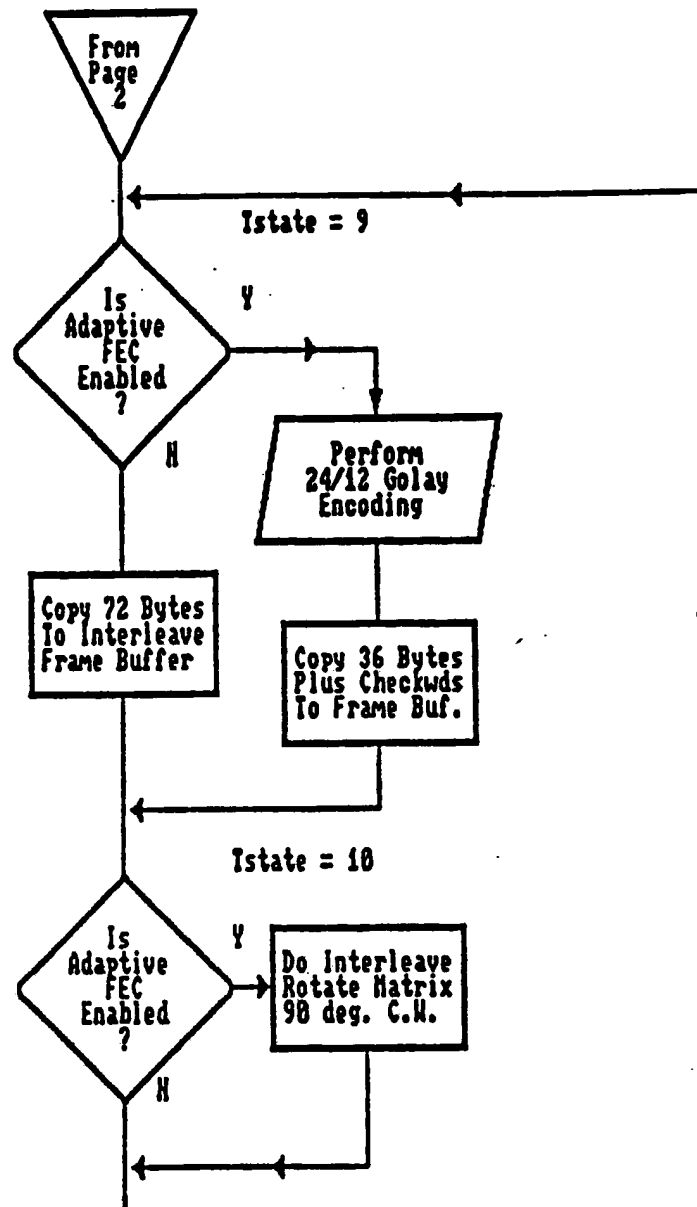 From
Page
2
Tstate = 9
Is
Adaptive
FEC
Enabled
?
Y
N
Perform
24/12 Golay
Encoding
Copy 72 Bytes
To Interleave
Frame Buffer
Copy 36 Bytes
Plus Checkwds
To Frame Buf.
Tstate = 10
Is
Adaptive
FEC
Enabled
?
Y
N
Do Interleave
Rotate Matrix
90 deg. C.W.